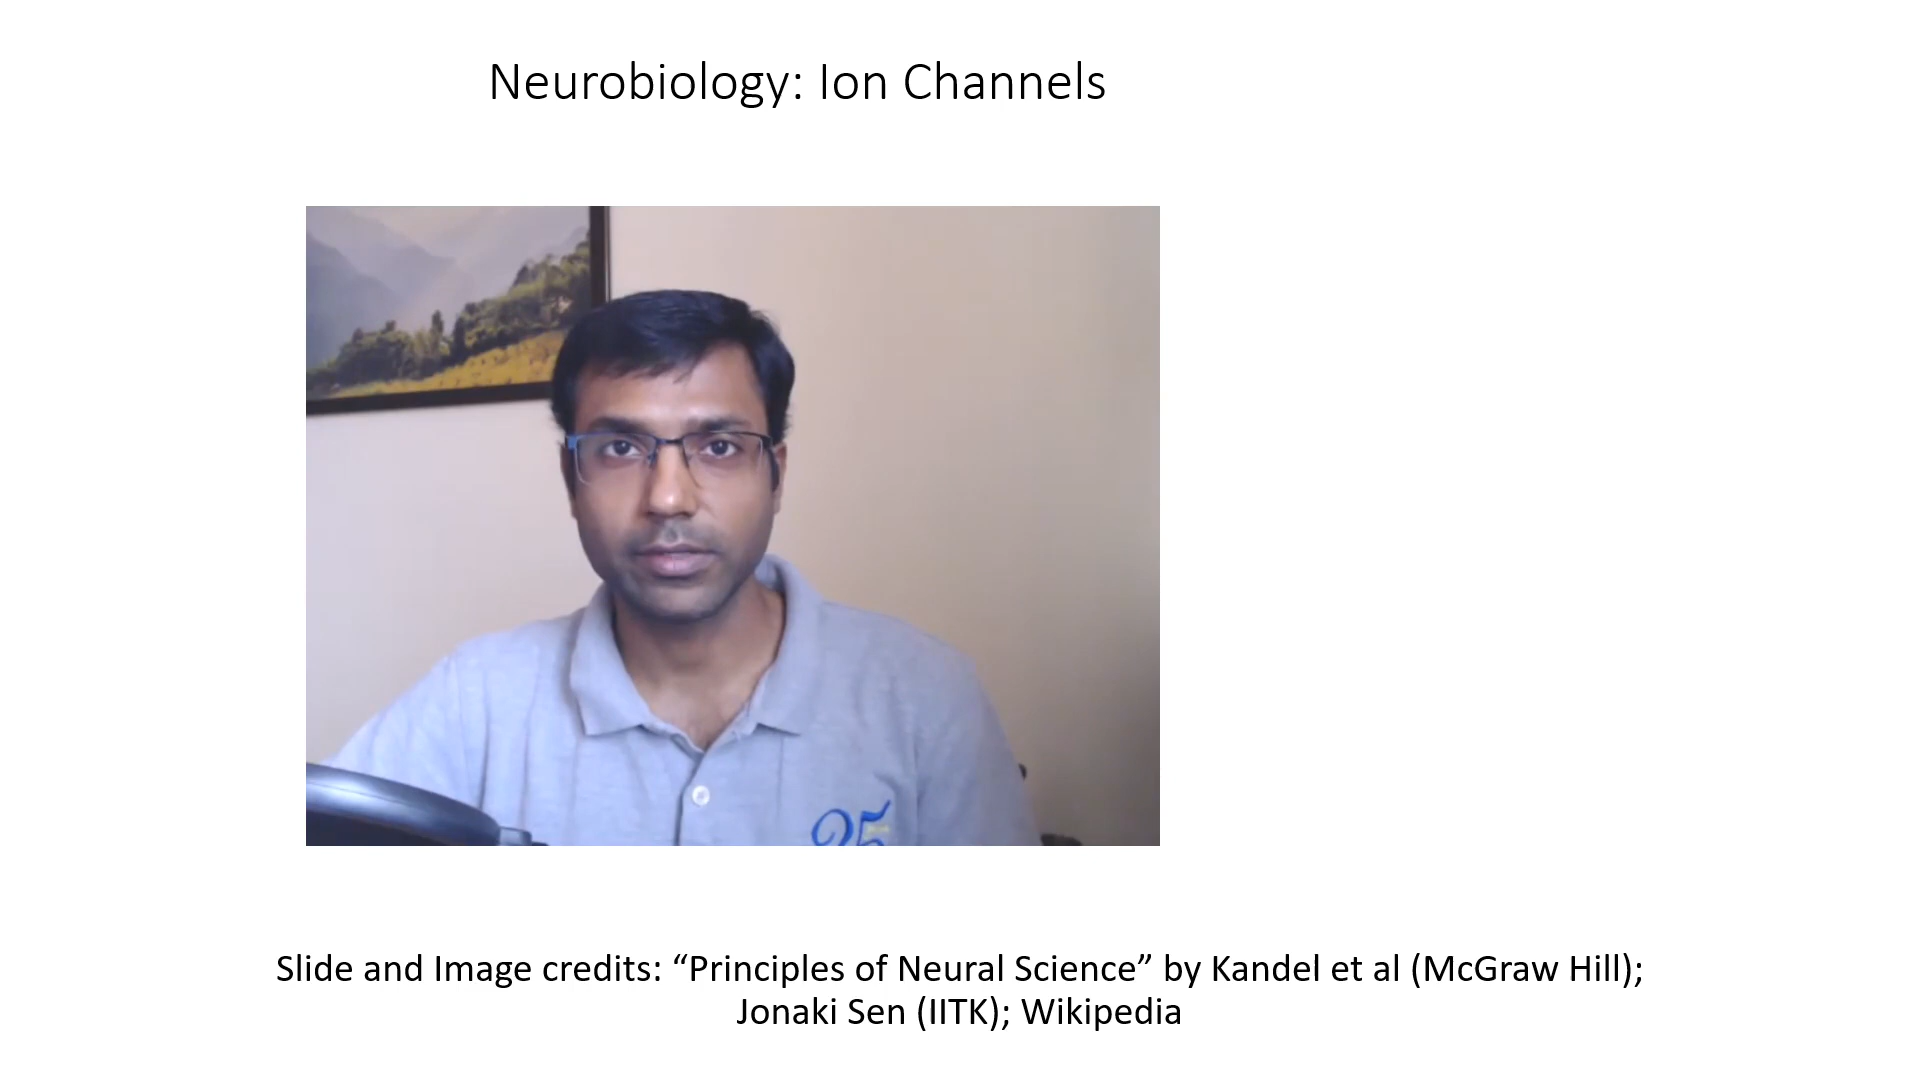 Neurobiology: Ion Channels
25
Slide and Image credits: “Principles of Neural Science” by Kandel et al (McGraw Hill);
Jonaki Sen (IITK); Wikipedia